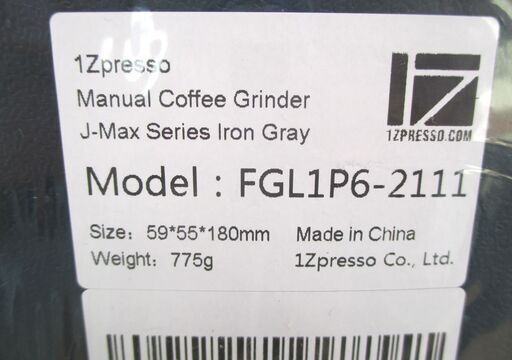 1Zpresso
Manual Coffee Grinder
J-Max Series Iron Gray
1ZPRESSO.COM
Model : FGL1P6-2111
Size: 59*55*180mm Made in China
Weight: 775g 1Zpresso Co., Ltd.